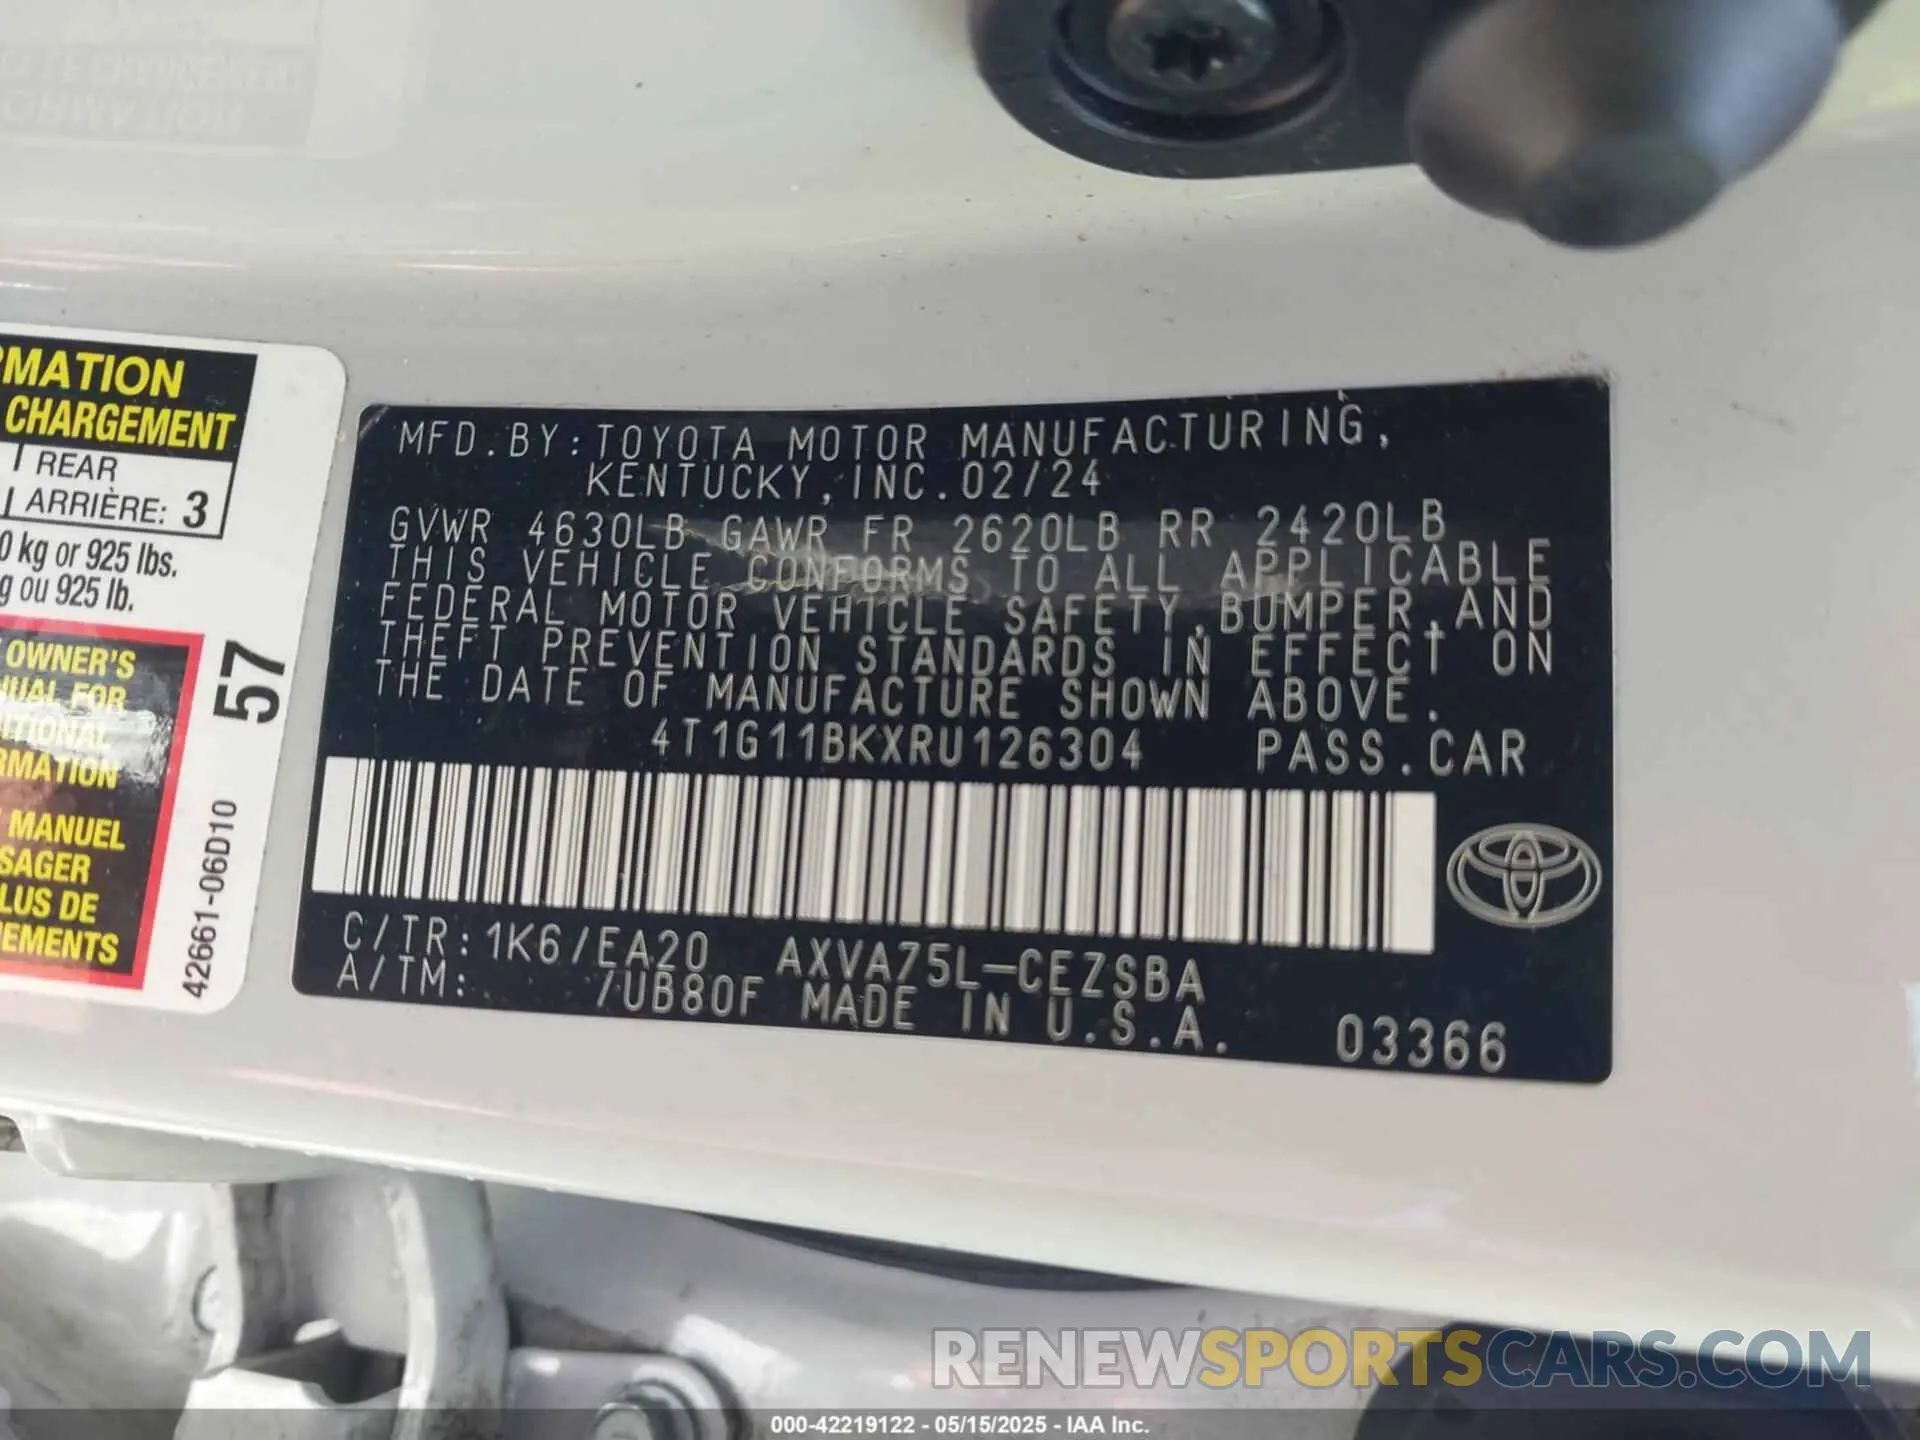 RMATION
CHARGEMENT
REAR
ARRIÈRE: 3
0 kg or 925 lbs.
g ou 925 lb.
OWNER'S
FOR
MANUEL
PLUS DE
57
42661-06D10
MFD.BY:TOYOTA MOTOR MANUFACTURING,
KENTUCKY,INC.02/24
GVWR 4630LB GAWR FR 2620LB RR 2420LB
THIS VEHICLE CONFORMS TO ALL APPLICABLE
FEDERAL MOTOR VEHICLE SAFETY,BUMPER,AND
THEFT PREVENTION STANDARDS IN EFFECT ON
THE DATE OF MANUFACTURE SHOWN ABOVE.
4T1G11BKXRU126304 PASS.CAR
C/TR:1K6/EA20 AXVA75L-CEZSBA
A/TM: /UB80F MADE IN U.S.A. 03366
RENEWSPORTSCARS.COM
000-42219122 - 05/15/2025 - IAA Inc.